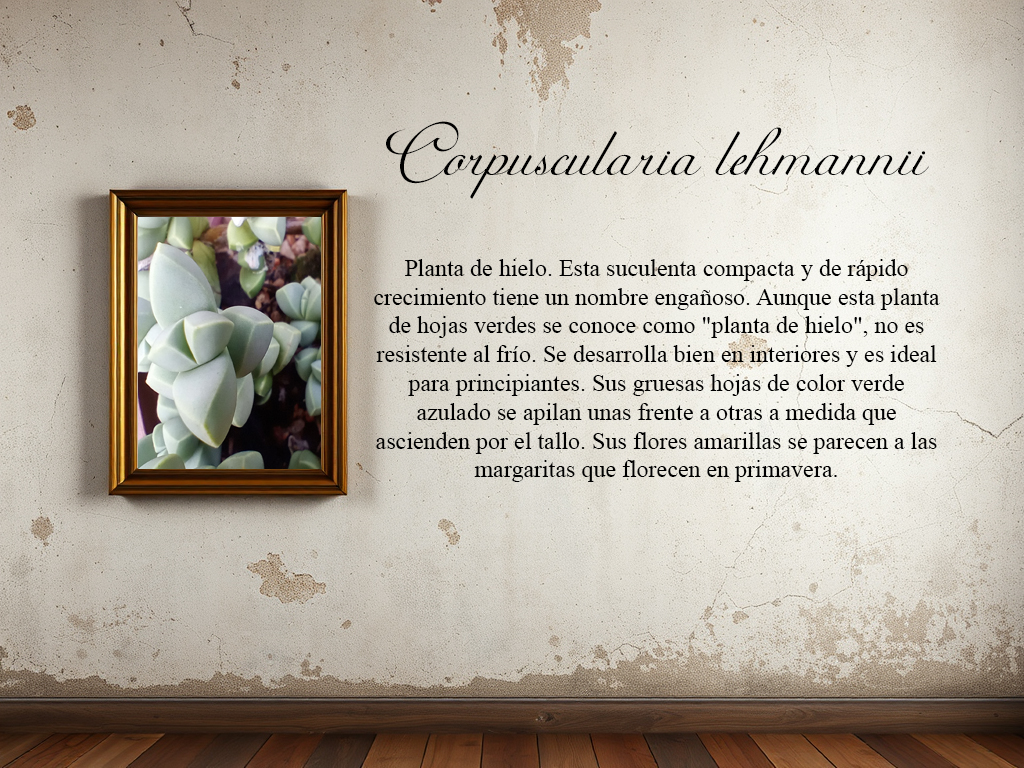 Corpuscularia lehmannii
Planta de hielo. Esta suculenta compacta y de rápido
crecimiento tiene un nombre engañoso. Aunque esta planta
de hojas verdes se conoce como "planta de hielo", no es
resistente al frío. Se desarrolla bien en interiores y es ideal
para principiantes. Sus gruesas hojas de color verde
azulado se apilan unas frente a otras a medida que
ascienden por el tallo. Sus flores amarillas se parecen a las
margaritas que florecen en primavera.